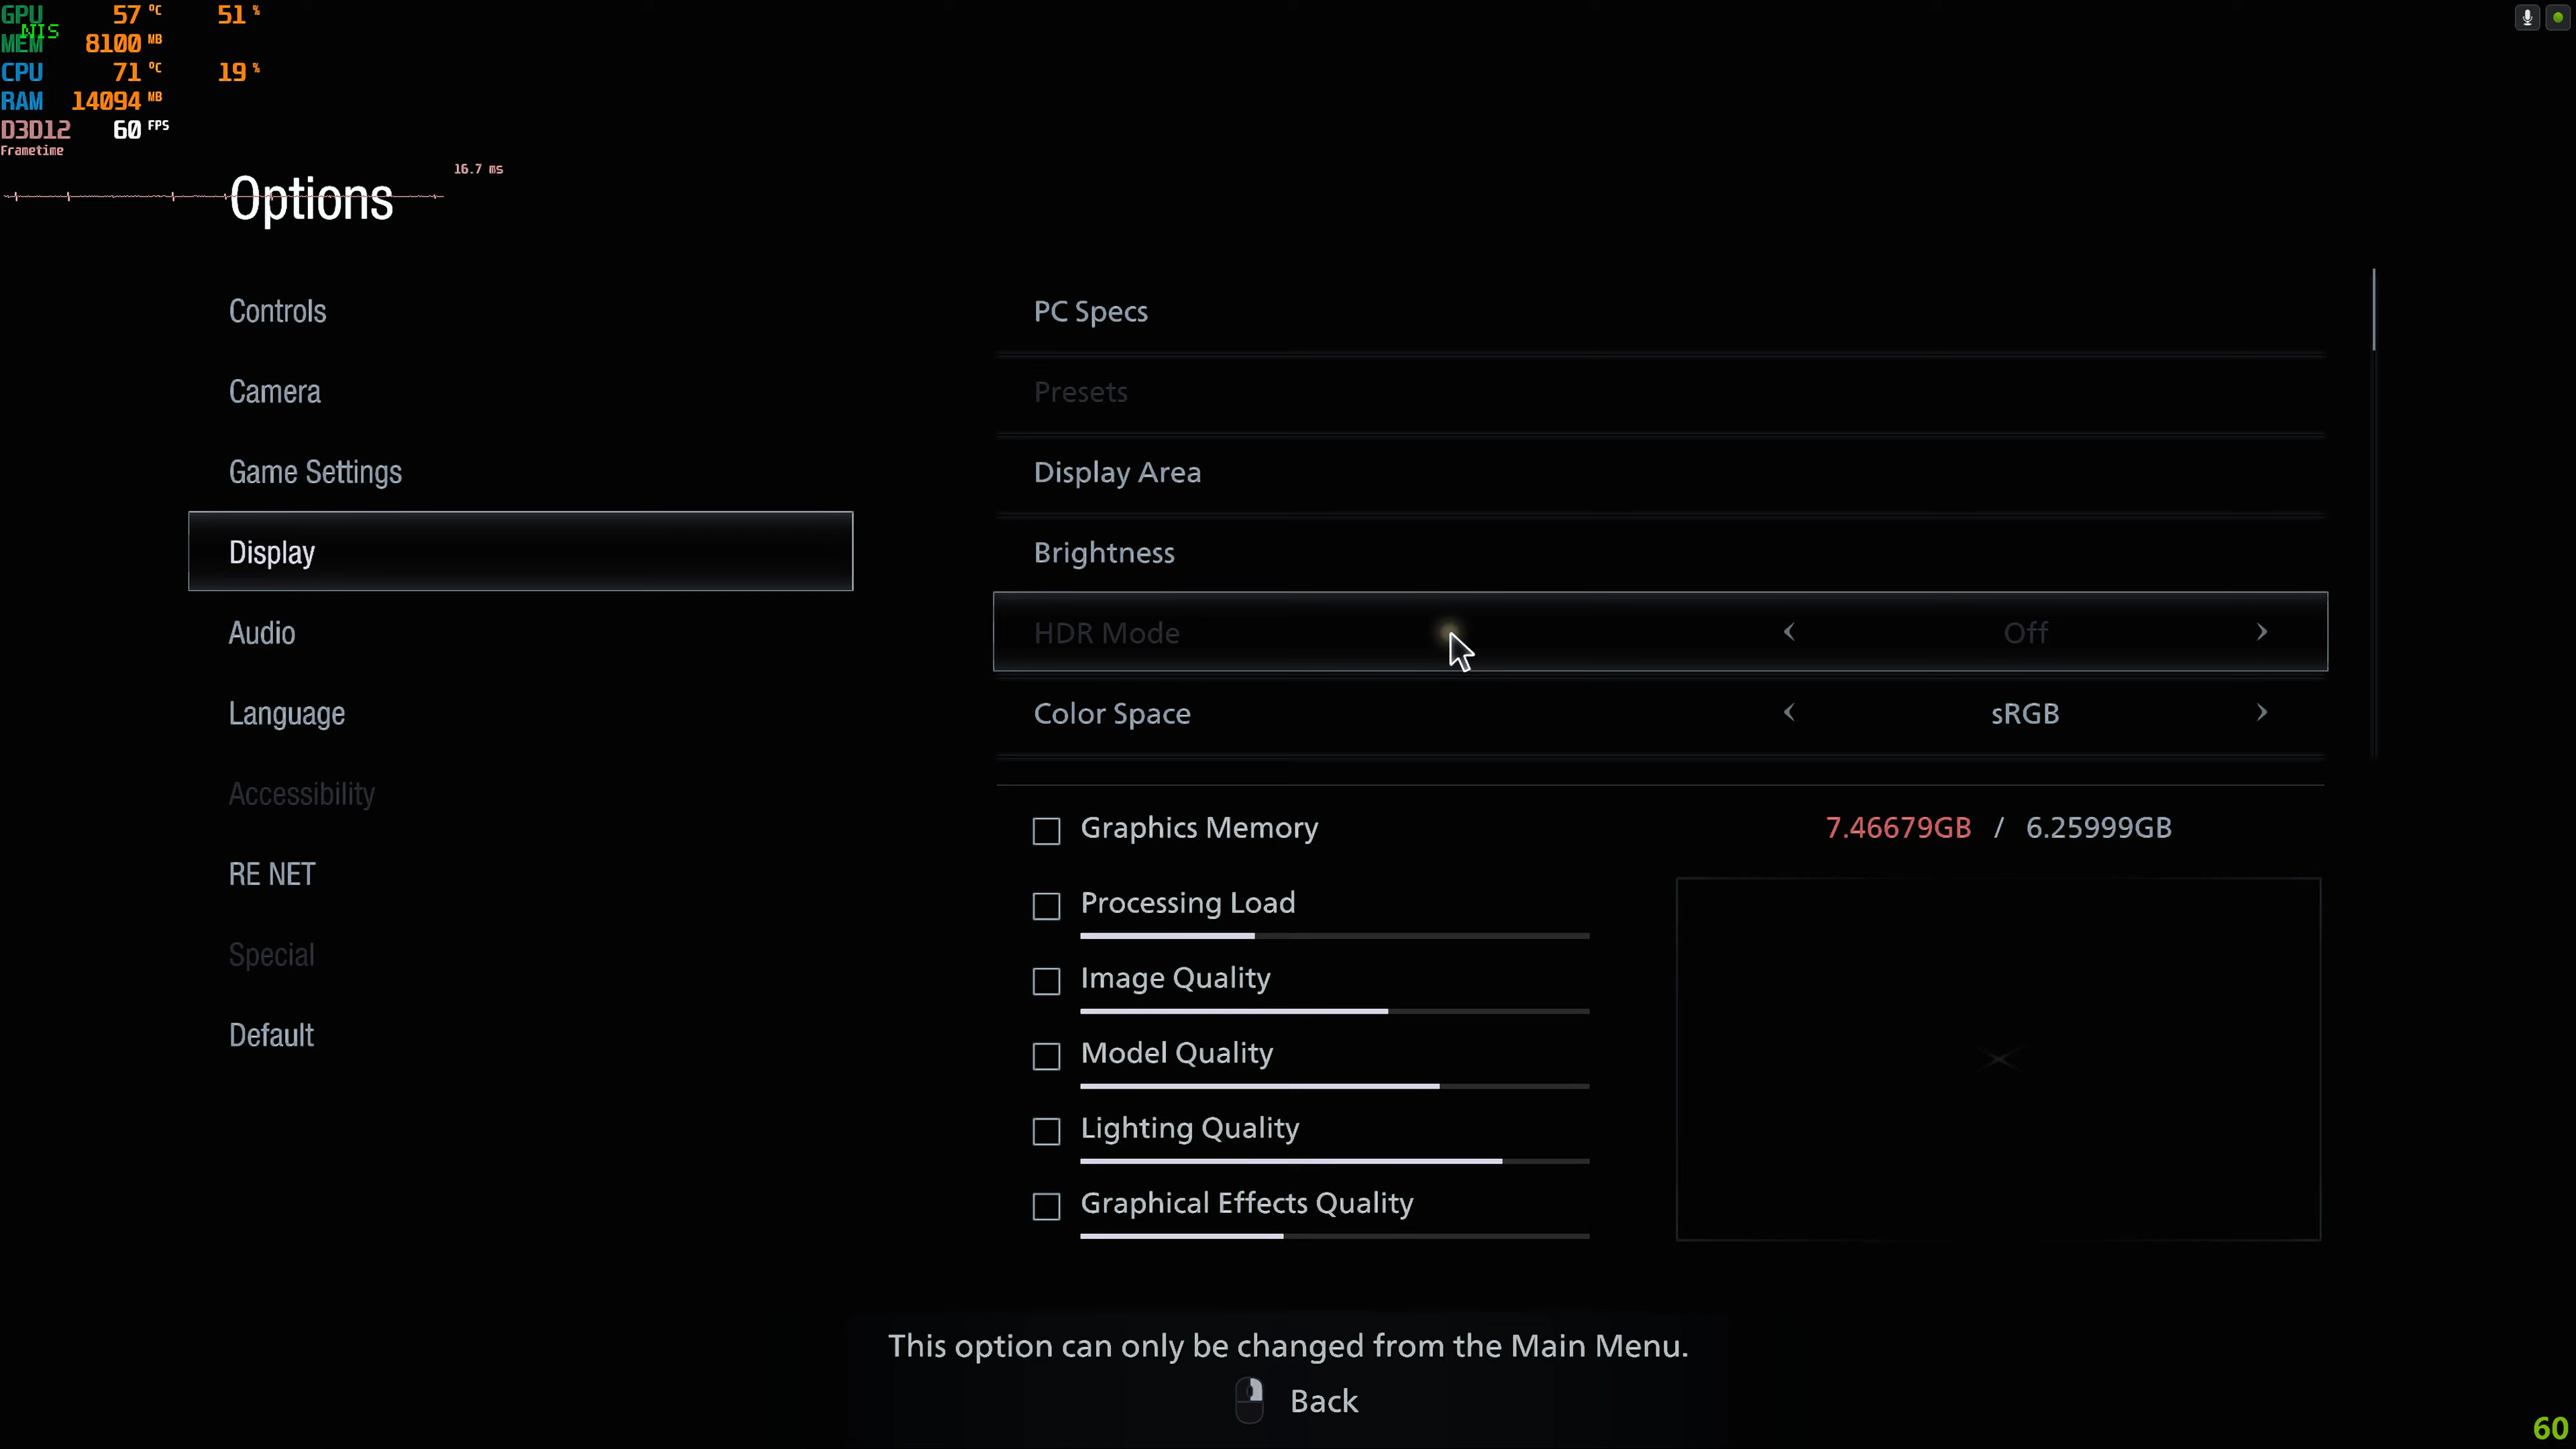 GPU 57 °C 51 %
NIS
MEM 8100 MB
CPU 71 °C 19 %
RAM 14094 MB
D3D12 60 FPS
Frametime
16.7 ms
Options
Controls
Camera
Game Settings
Display
Audio
Language
Accessibility
RE NET
Special
Default
PC Specs
Presets
Display Area
Brightness
HDR Mode < Off >
Color Space < sRGB >
Graphics Memory 7.46679GB / 6.25999GB
Processing Load
Image Quality
Model Quality
Lighting Quality
Graphical Effects Quality
This option can only be changed from the Main Menu.
Back
60